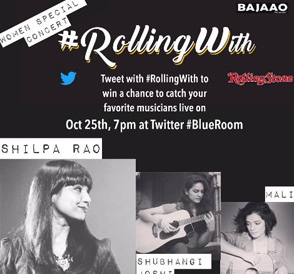 BAJAAO
WOMEN SPECIAL
CONCERT
#RollingWith
Tweet with #RollingWith to
win a chance to catch your
favorite musicians live on
RollingStone
Oct 25th, 7pm at Twitter #BlueRoom
SHILPA RAO
MALI
SHUBHANGI
JOSHI